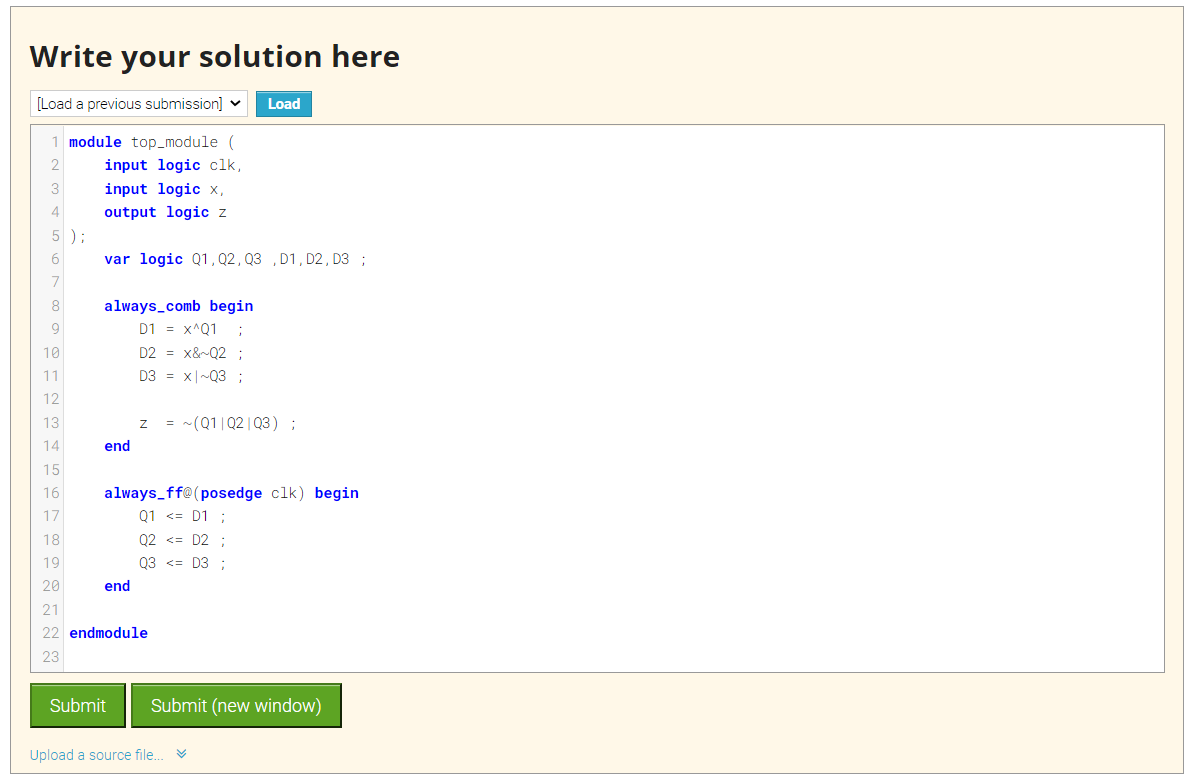 Write your solution here
[Load a previous submission] Load
1 module top_module (
2     input logic clk,
3     input logic x,
4     output logic z
5 );
6     var logic Q1,Q2,Q3 ,D1,D2,D3 ;
7
8     always_comb begin
9         D1 = x^Q1  ;
10         D2 = x&~Q2 ;
11         D3 = x|~Q3 ;
12
13         z  = ~(Q1|Q2|Q3) ;
14     end
15
16     always_ff@(posedge clk) begin
17         Q1 <= D1 ;
18         Q2 <= D2 ;
19         Q3 <= D3 ;
20     end
21
22 endmodule
23
Submit Submit (new window)
Upload a source file...